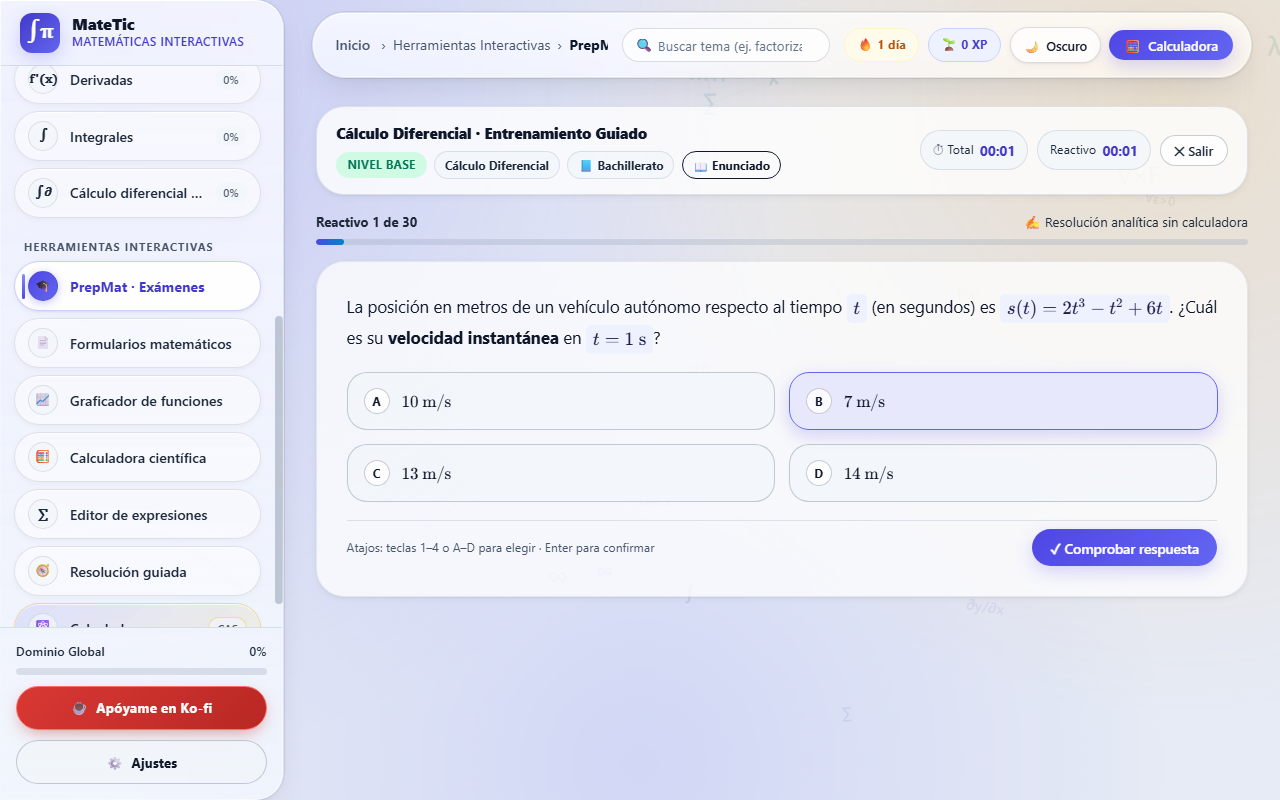 MateTic
MATEMÁTICAS INTERACTIVAS
f'(x) Derivadas 0%
∫ Integrales 0%
∫∂ Cálculo diferencial ... 0%
HERRAMIENTAS INTERACTIVAS
PrepMat · Exámenes
Formularios matemáticos
Graficador de funciones
Calculadora científica
Σ Editor de expresiones
Resolución guiada
Dominio Global 0%
Apóyame en Ko-fi
Ajustes
Inicio › Herramientas Interactivas › PrepM
Buscar tema (ej. factoriza
1 día
0 XP
Oscuro
Calculadora
Cálculo Diferencial · Entrenamiento Guiado
NIVEL BASE Cálculo Diferencial Bachillerato Enunciado
Total 00:01 Reactivo 00:01 ✕ Salir
Reactivo 1 de 30 ✍ Resolución analítica sin calculadora
La posición en metros de un vehículo autónomo respecto al tiempo t (en segundos) es s(t) = 2t³ − t² + 6t. ¿Cuál
es su velocidad instantánea en t = 1 s?
A 10 m/s
B 7 m/s
C 13 m/s
D 14 m/s
Atajos: teclas 1–4 o A–D para elegir · Enter para confirmar
✓ Comprobar respuesta